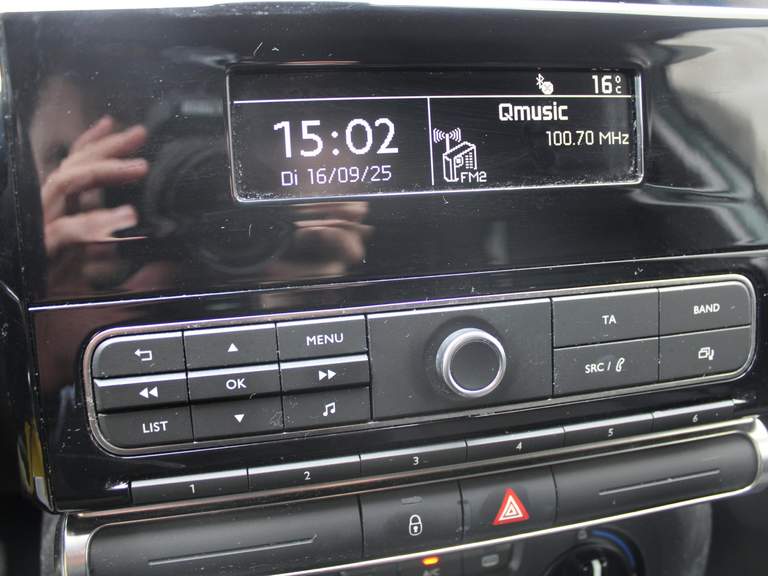 16°C
Qmusic
15:02
100.70 MHz
Di 16/09/25
FM2
MENU
TA
BAND
OK
SRC /
LIST
1
2
3
4
5
6